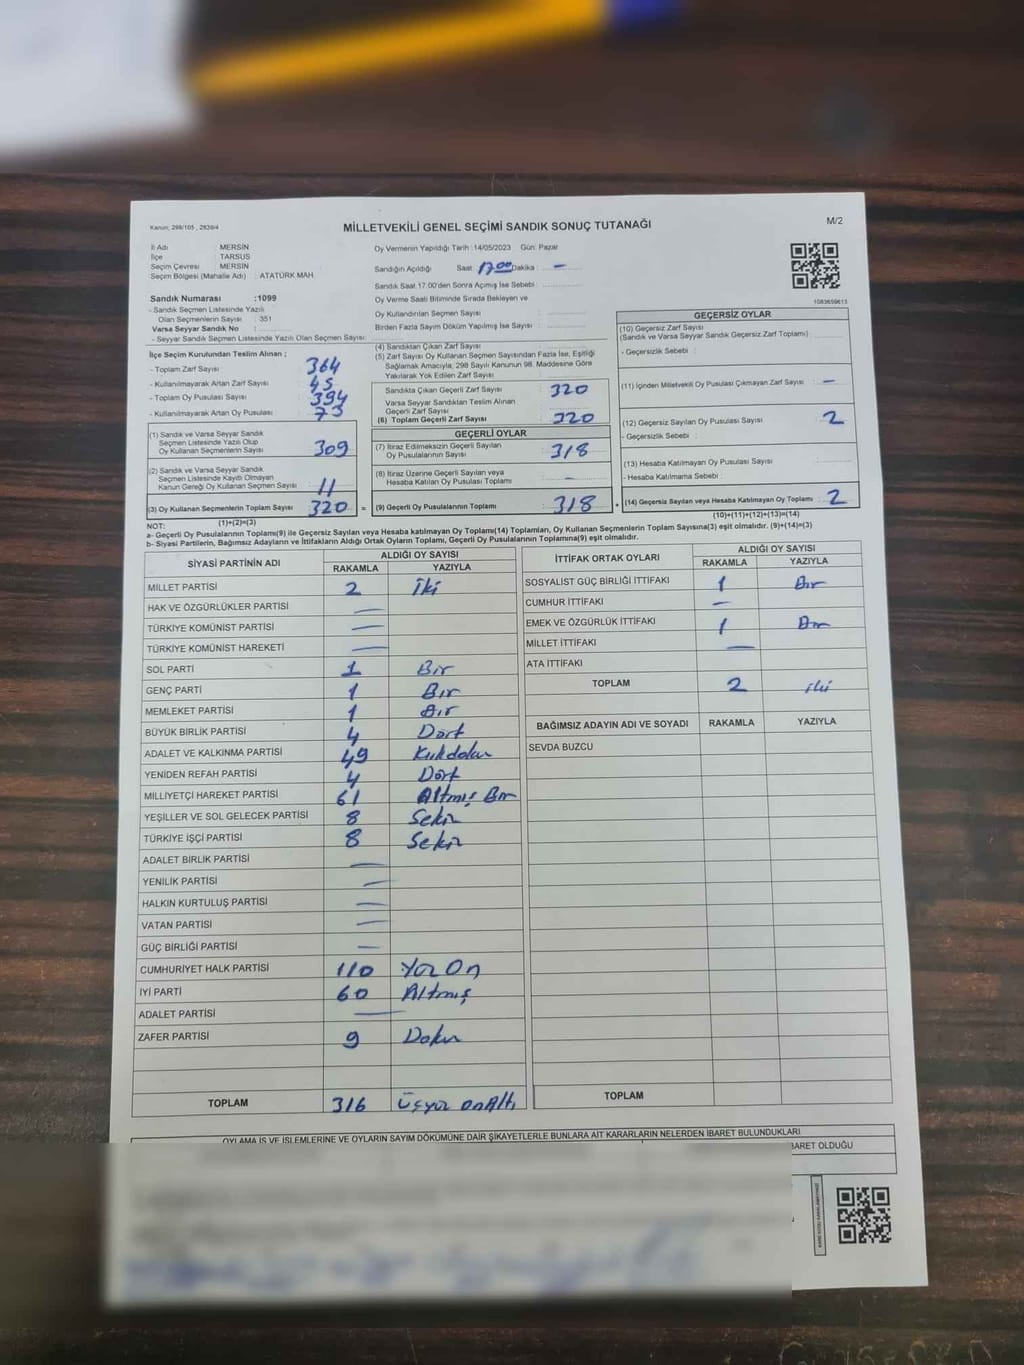 Kanun: 298/105 , 2839/4
MİLLETVEKİLİ GENEL SEÇİMİ SANDIK SONUÇ TUTANAĞI
M/2
İl Adı : MERSİN
İlçe : TARSUS
Seçim Çevresi : MERSİN
Seçim Bölgesi (Mahalle Adı) : ATATÜRK MAH
Sandık Numarası :1099
- Sandık Seçmen Listesinde Yazılı
Olan Seçmenlerin Sayısı : 351
Varsa Seyyar Sandık No :
- Seyyar Sandık Seçmen Listesinde Yazılı Olan Seçmen Sayısı:
Oy Vermenin Yapıldığı Tarih :14/05/2023 Gün: Pazar
Sandığın Açıldığı Saat: 17.00 Dakika : –
Sandık Saat 17.00'den Sonra Açımış İse Sebebi :
Oy Verme Saati Bitiminde Sırada Bekleyen ve
Oy Kullandırılan Seçmen Sayısı :
Birden Fazla Sayım Döküm Yapılmış İse Sayısı :
1083659613
İlçe Seçim Kurulundan Teslim Alınan ;
- Toplam Zarf Sayısı : 364
- Kullanılmayarak Artan Zarf Sayısı : 45
- Toplam Oy Pusulası Sayısı : 394
- Kullanılmayarak Artan Oy Pusulası : 73
(1) Sandık ve Varsa Seyyar Sandık
Seçmen Listesinde Yazılı Olup
Oy Kullanan Seçmenlerin Sayısı : 309
(2) Sandık ve Varsa Seyyar Sandık
Seçmen Listesinde Kayıtlı Olmayan
Kanun Gereği Oy Kullanan Seçmen Sayısı : 11
(3) Oy Kullanan Seçmenlerin Toplam Sayısı : 320 =
(1)+(2)=(3)
(4) Sandıktan Çıkan Zarf Sayısı :
(5) Zarf Sayısı Oy Kullanan Seçmen Sayısından Fazla İse, Eşitliği
Sağlamak Amacıyla, 298 Sayılı Kanunun 98. Maddesine Göre
Yakılarak Yok Edilen Zarf Sayısı :
Sandıkta Çıkan Geçerli Zarf Sayısı : 320
Varsa Seyyar Sandıktan Teslim Alınan
Geçerli Zarf Sayısı :
(6) Toplam Geçerli Zarf Sayısı : 320
GEÇERLİ OYLAR
(7) İtiraz Edilmeksizin Geçerli Sayılan
Oy Pusulalarının Sayısı : 318
(8) İtiraz Üzerine Geçerli Sayılan veya
Hesaba Katılan Oy Pusulası Toplamı : –
(9) Geçerli Oy Pusulalarının Toplamı : 318 +
GEÇERSİZ OYLAR
(10) Geçersiz Zarf Sayısı
(Sandık ve Varsa Seyyar Sandık Geçersiz Zarf Toplamı) :
- Geçersizlik Sebebi :
(11) İçinden Milletvekili Oy Pusulası Çıkmayan Zarf Sayısı : –
(12) Geçersiz Sayılan Oy Pusulası Sayısı : 2
- Geçersizlik Sebebi :
(13) Hesaba Katılmayan Oy Pusulası Sayısı :
- Hesaba Katılmama Sebebi :
(14) Geçersiz Sayılan veya Hesaba Katılmayan Oy Toplamı : 2
(10)+(11)+(12)+(13)=(14)
NOT:
a- Geçerli Oy Pusulalarının Toplamı(9) ile Geçersiz Sayılan veya Hesaba katılmayan Oy Toplamı(14) Toplamları, Oy Kullanan Seçmenlerin Toplam Sayısına(3) eşit olmalıdır. (9)+(14)=(3)
b- Siyasi Partilerin, Bağımsız Adayların ve İttifakların Aldığı Ortak Oyların Toplamı, Geçerli Oy Pusulalarının Toplamına(9) eşit olmalıdır.
SİYASİ PARTİNİN ADI ALDIĞI OY SAYISI
RAKAMLA YAZIYLA
MİLLET PARTİSİ 2 İki
HAK VE ÖZGÜRLÜKLER PARTİSİ —
TÜRKİYE KOMÜNİST PARTİSİ —
TÜRKİYE KOMÜNİST HAREKETİ —
SOL PARTİ 1 Bir
GENÇ PARTİ 1 Bir
MEMLEKET PARTİSİ 1 Bir
BÜYÜK BİRLİK PARTİSİ 4 Dört
ADALET VE KALKINMA PARTİSİ 49 Kırkdokuz
YENİDEN REFAH PARTİSİ 4 Dört
MİLLİYETÇİ HAREKET PARTİSİ 61 Altmış Bir
YEŞİLLER VE SOL GELECEK PARTİSİ 8 Sekiz
TÜRKİYE İŞÇİ PARTİSİ 8 Sekiz
ADALET BİRLİK PARTİSİ —
YENİLİK PARTİSİ —
HALKIN KURTULUŞ PARTİSİ —
VATAN PARTİSİ —
GÜÇ BİRLİĞİ PARTİSİ —
CUMHURİYET HALK PARTİSİ 110 Yüz On
İYİ PARTİ 60 Altmış
ADALET PARTİSİ —
ZAFER PARTİSİ 9 Dokuz
TOPLAM 316 Üçyüz onAltı
İTTİFAK ORTAK OYLARI ALDIĞI OY SAYISI
RAKAMLA YAZIYLA
SOSYALİST GÜÇ BİRLİĞİ İTTİFAKI 1 Bir
CUMHUR İTTİFAKI —
EMEK VE ÖZGÜRLÜK İTTİFAKI 1 Bir
MİLLET İTTİFAKI —
ATA İTTİFAKI
TOPLAM 2 iki
BAĞIMSIZ ADAYIN ADI VE SOYADI RAKAMLA YAZIYLA
SEVDA BUZCU
TOPLAM
OYLAMA İŞ VE İŞLEMLERİNE VE OYLARIN SAYIM DÖKÜMÜNE DAİR ŞİKAYETLERLE BUNLARA AİT KARARLARIN NELERDEN İBARET BULUNDUKLARI
İBARET OLDUĞU